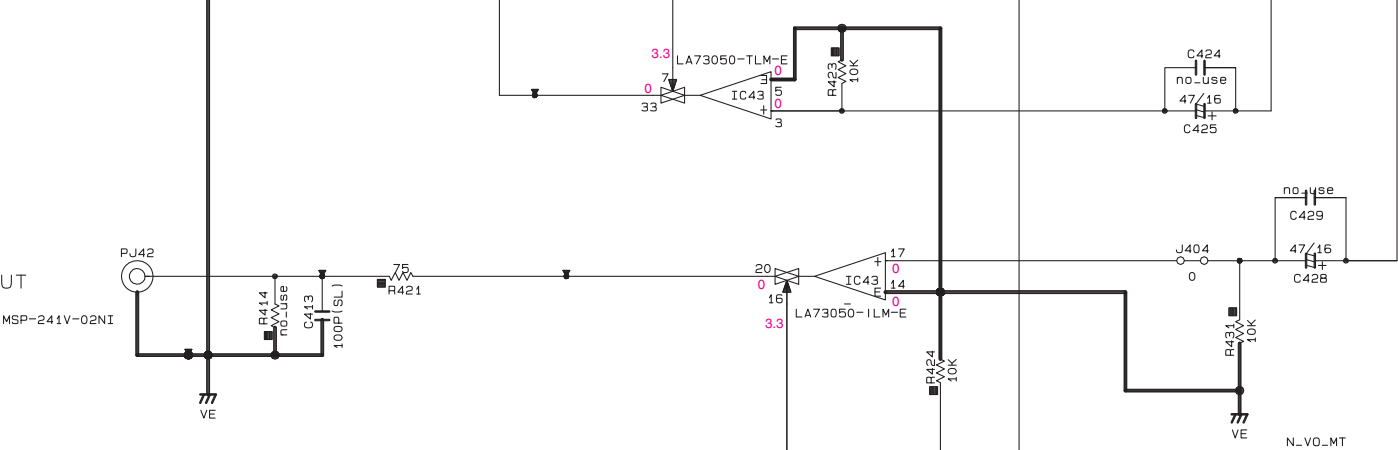 3.3
LA73050-TLM-E
7
0
33
0
E
IC43
5
0
+
3
R423
10K
C424
no_use
47/16
+
C425
no_use
C429
47/16
+
C428
J404
0
PJ42
UT
MSP-241V-02NI
R414
no_use
C413
100P(SL)
75
R421
VE
20
0
16
3.3
17
+
0
IC43
14
E
0
LA73050-TLM-E
R424
10K
R431
10K
VE
N_VO_MT